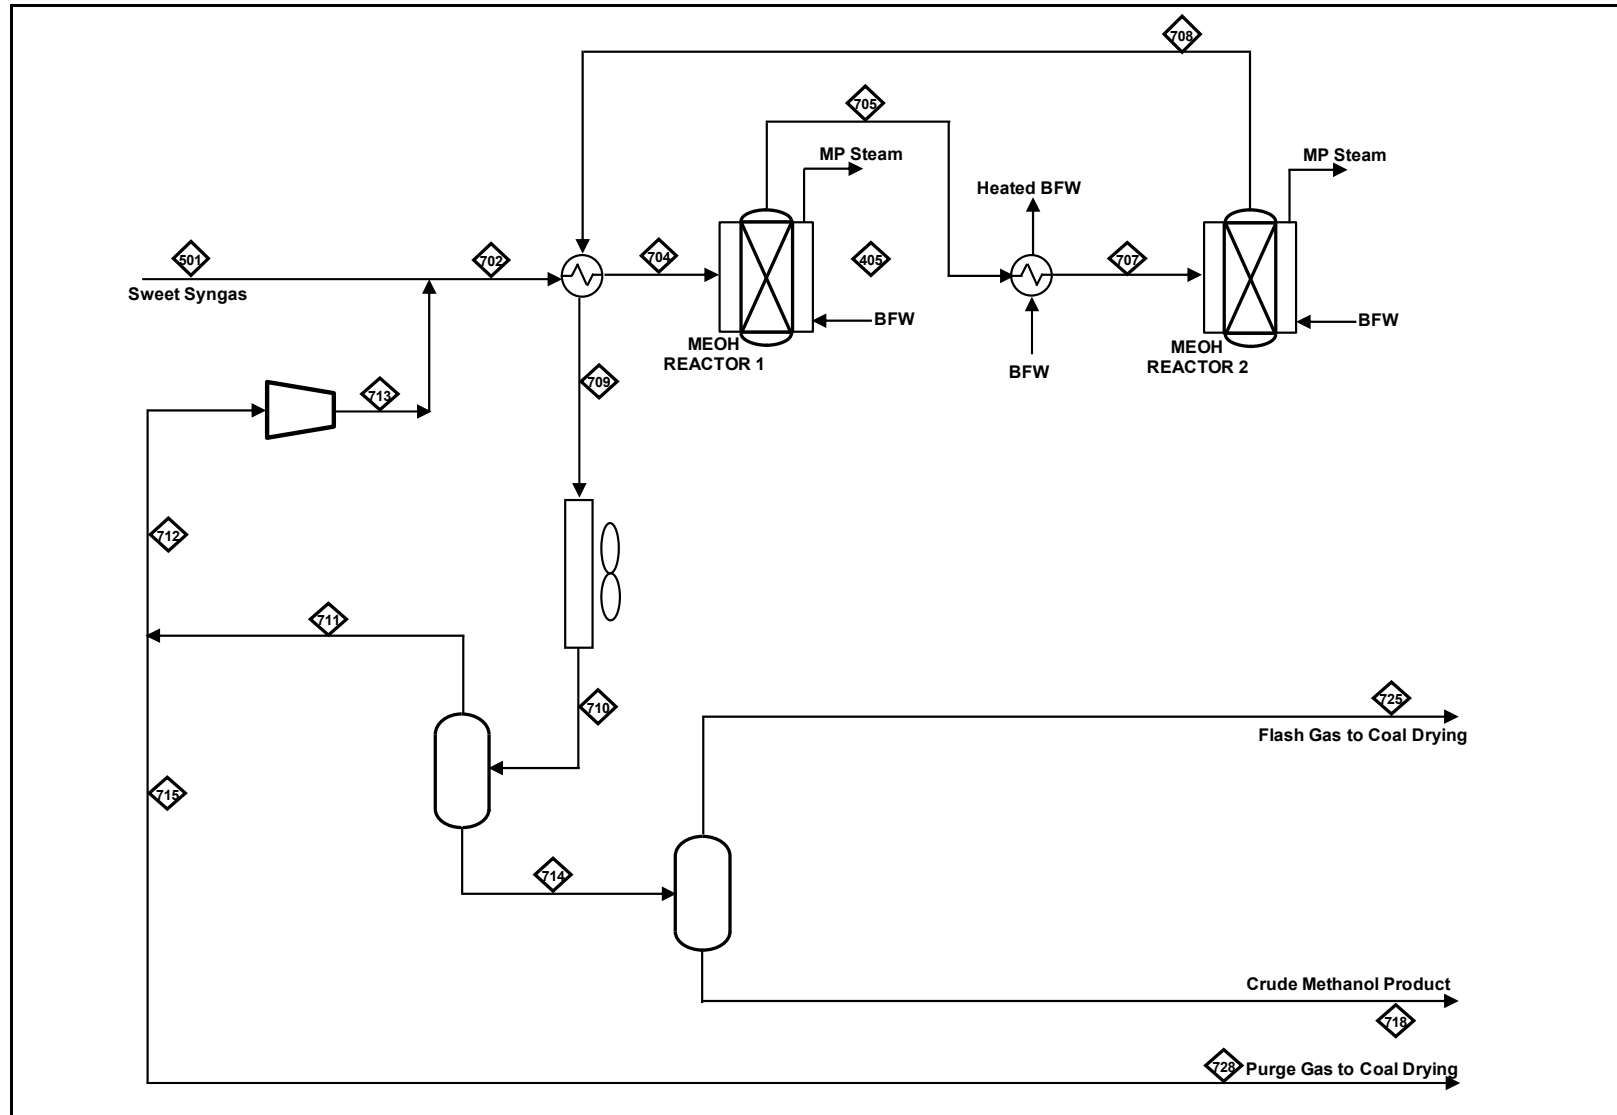 708
705
MP Steam
MP Steam
Heated BFW
501
702
704
405
707
Sweet Syngas
BFW
BFW
MEOH
REACTOR 1
MEOH
REACTOR 2
BFW
709
713
712
711
710
725
Flash Gas to Coal Drying
715
714
Crude Methanol Product
718
728
Purge Gas to Coal Drying